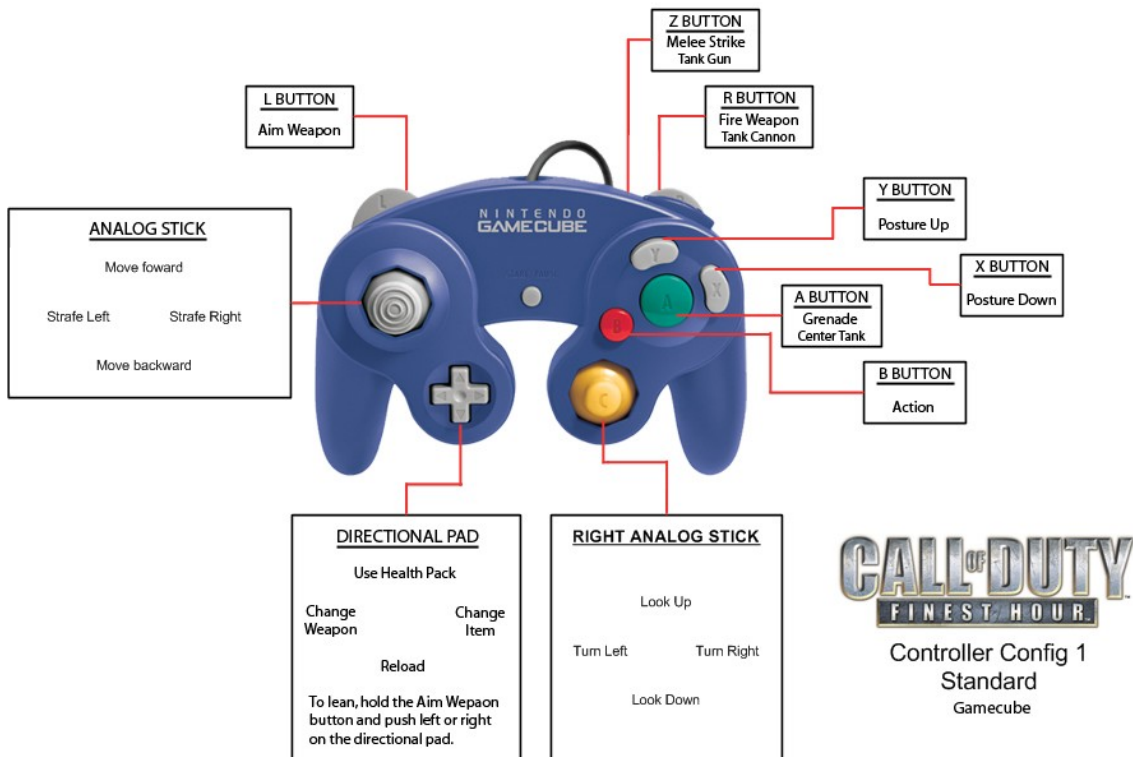 Z BUTTON
Melee Strike
Tank Gun
L BUTTON
Aim Weapon
R BUTTON
Fire Weapon
Tank Cannon
Y BUTTON
Posture Up
ANALOG STICK
Move foward
Strafe Left Strafe Right
Move backward
NINTENDO
GAMECUBE
L
Y
X
A
B
C
X BUTTON
Posture Down
A BUTTON
Grenade
Center Tank
B BUTTON
Action
DIRECTIONAL PAD
Use Health Pack
Change Weapon
Change Item
Reload
To lean, hold the Aim Wepaon
button and push left or right
on the directional pad.
RIGHT ANALOG STICK
Look Up
Turn Left Turn Right
Look Down
CALL OF DUTY
FINEST HOUR
Controller Config 1
Standard
Gamecube